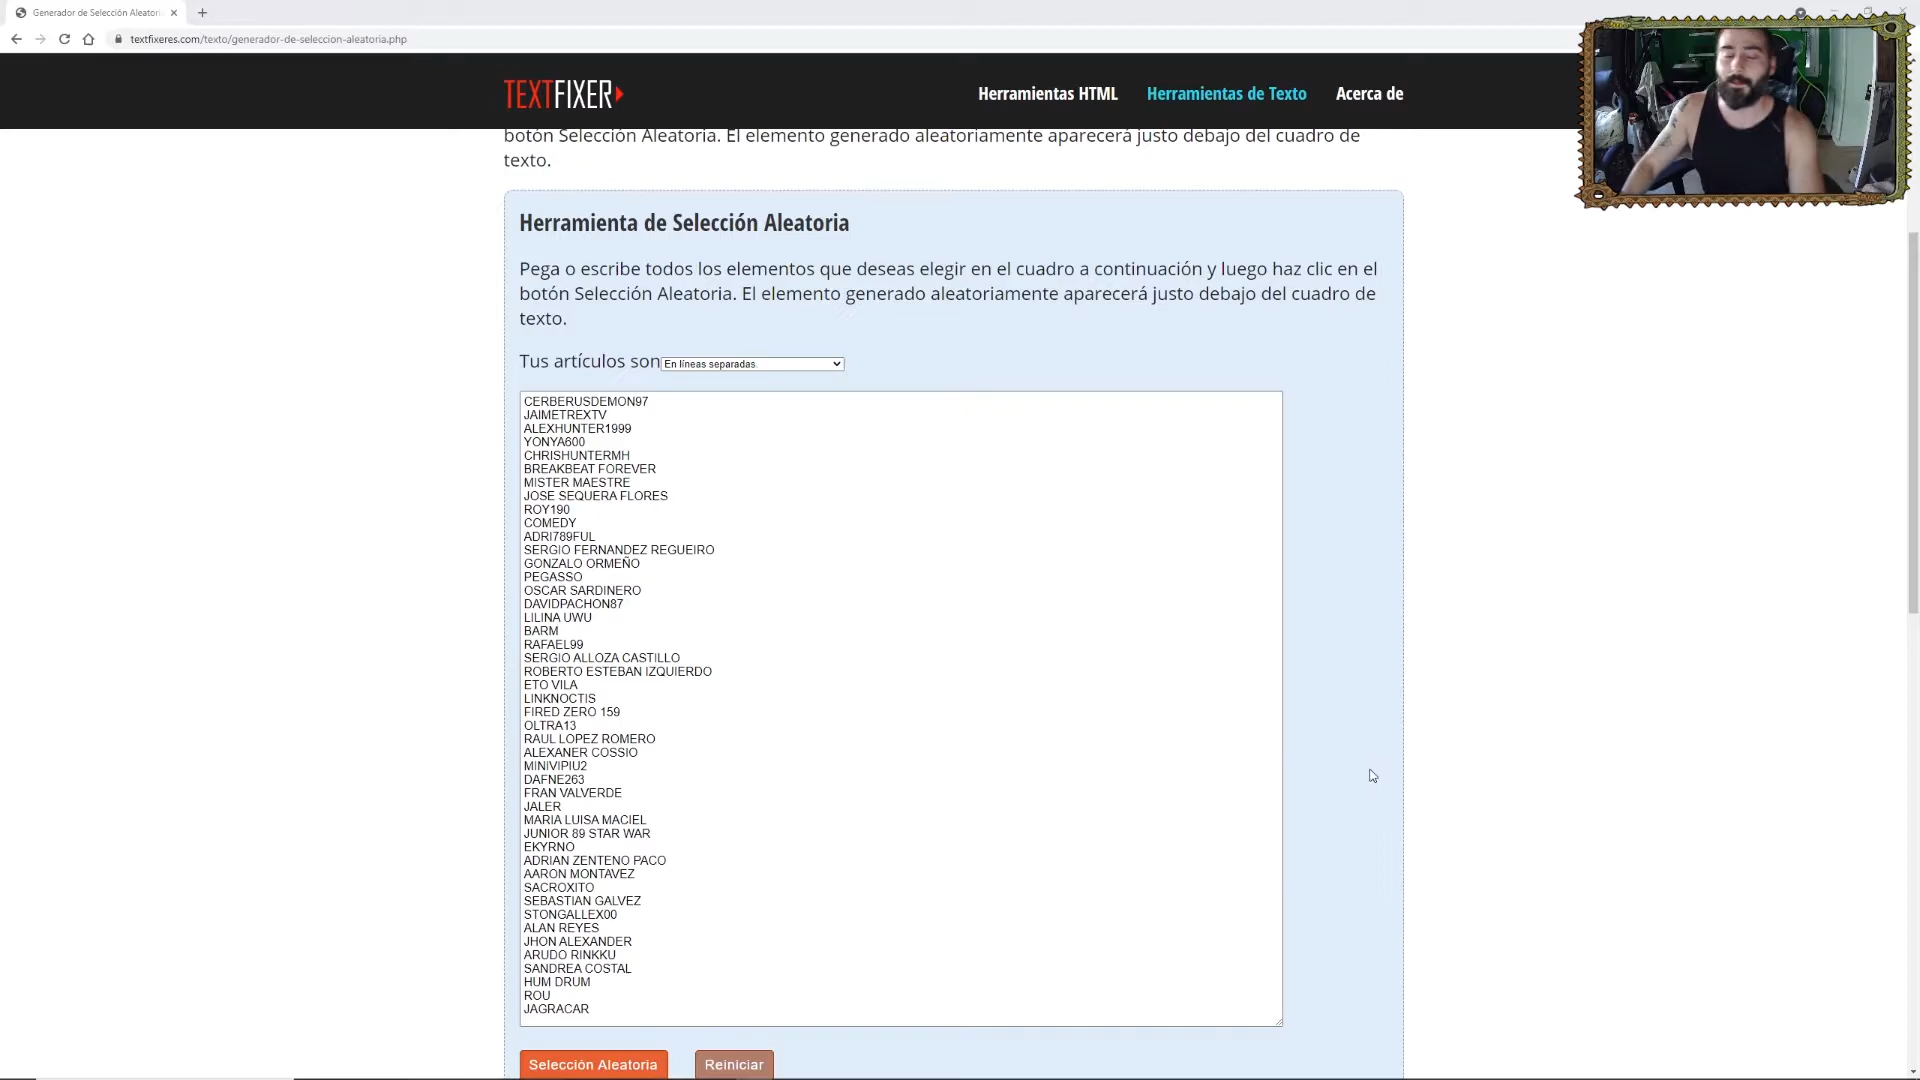 Generador de Selección Aleatori
textfixeres.com/texto/generador-de-seleccion-aleatoria.php
TEXTFIXER
Herramientas HTML
Herramientas de Texto
Acerca de
botón Selección Aleatoria. El elemento generado aleatoriamente aparecerá justo debajo del cuadro de
texto.
Herramienta de Selección Aleatoria
Pega o escribe todos los elementos que deseas elegir en el cuadro a continuación y luego haz clic en el
botón Selección Aleatoria. El elemento generado aleatoriamente aparecerá justo debajo del cuadro de
texto.
Tus artículos son En líneas separadas
CERBERUSDEMON97
JAIMETREXTV
ALEXHUNTER1999
YONYA600
CHRISHUNTERMH
BREAKBEAT FOREVER
MISTER MAESTRE
JOSE SEQUERA FLORES
ROY190
COMEDY
ADRI789FUL
SERGIO FERNANDEZ REGUEIRO
GONZALO ORMEÑO
PEGASSO
OSCAR SARDINERO
DAVIDPACHON87
LILINA UWU
BARM
RAFAEL99
SERGIO ALLOZA CASTILLO
ROBERTO ESTEBAN IZQUIERDO
ETO VILA
LINKNOCTIS
FIRED ZERO 159
OLTRA13
RAUL LOPEZ ROMERO
ALEXANER COSSIO
MINIVIPIU2
DAFNE263
FRAN VALVERDE
JALER
MARIA LUISA MACIEL
JUNIOR 89 STAR WAR
EKYRNO
ADRIAN ZENTENO PACO
AARON MONTAVEZ
SACROXITO
SEBASTIAN GALVEZ
STONGALLEX00
ALAN REYES
JHON ALEXANDER
ARUDO RINKKU
SANDREA COSTAL
HUM DRUM
ROU
JAGRACAR
Selección Aleatoria
Reiniciar